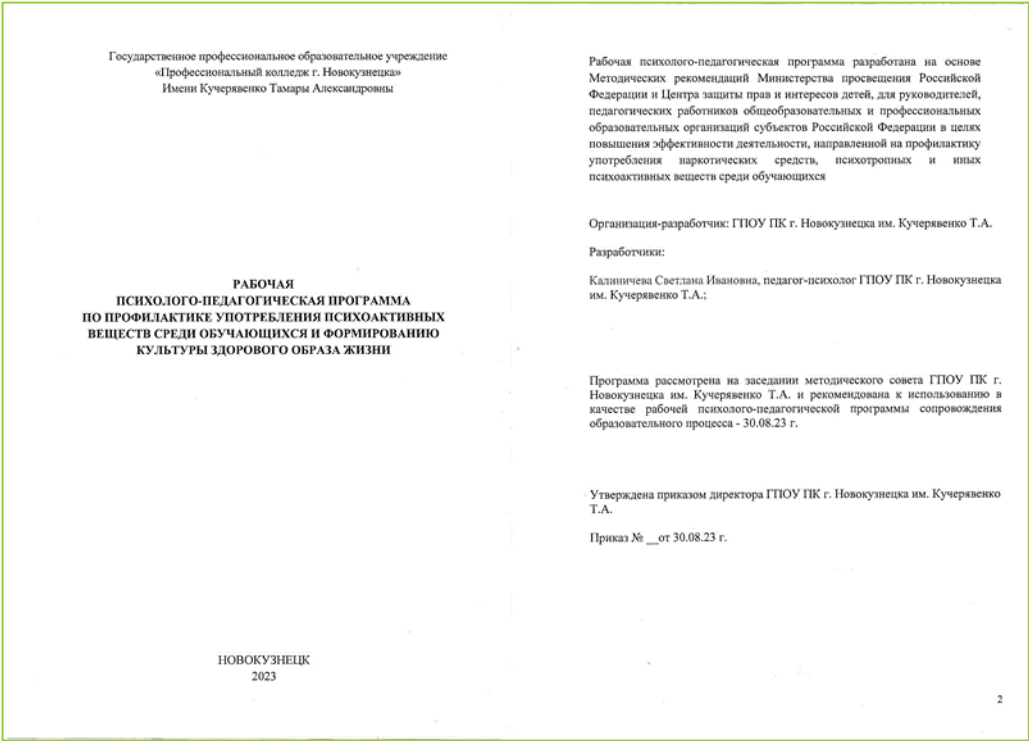 Государственное профессиональное образовательное учреждение
«Профессиональный колледж г. Новокузнецка»
Имени Кучерявенко Тамары Александровны
РАБОЧАЯ
ПСИХОЛОГО-ПЕДАГОГИЧЕСКАЯ ПРОГРАММА
ПО ПРОФИЛАКТИКЕ УПОТРЕБЛЕНИЯ ПСИХОАКТИВНЫХ
ВЕЩЕСТВ СРЕДИ ОБУЧАЮЩИХСЯ И ФОРМИРОВАНИЮ
КУЛЬТУРЫ ЗДОРОВОГО ОБРАЗА ЖИЗНИ
НОВОКУЗНЕЦК
2023
Рабочая психолого-педагогическая программа разработана на основе
Методических рекомендаций Министерства просвещения Российской
Федерации и Центра защиты прав и интересов детей, для руководителей,
педагогических работников общеобразовательных и профессиональных
образовательных организаций субъектов Российской Федерации в целях
повышения эффективности деятельности, направленной на профилактику
употребления наркотических средств, психотропных и иных
психоактивных веществ среди обучающихся
Организация-разработчик: ГПОУ ПК г. Новокузнецка им. Кучерявенко Т.А.
Разработчики:
Калиничева Светлана Ивановна, педагог-психолог ГПОУ ПК г. Новокузнецка
им. Кучерявенко Т.А.;
Программа рассмотрена на заседании методического совета ГПОУ ПК г.
Новокузнецка им. Кучерявенко Т.А. и рекомендована к использованию в
качестве рабочей психолого-педагогической программы сопровождения
образовательного процесса - 30.08.23 г.
Утверждена приказом директора ГПОУ ПК г. Новокузнецка им. Кучерявенко
Т.А.
Приказ № __от 30.08.23 г.
2